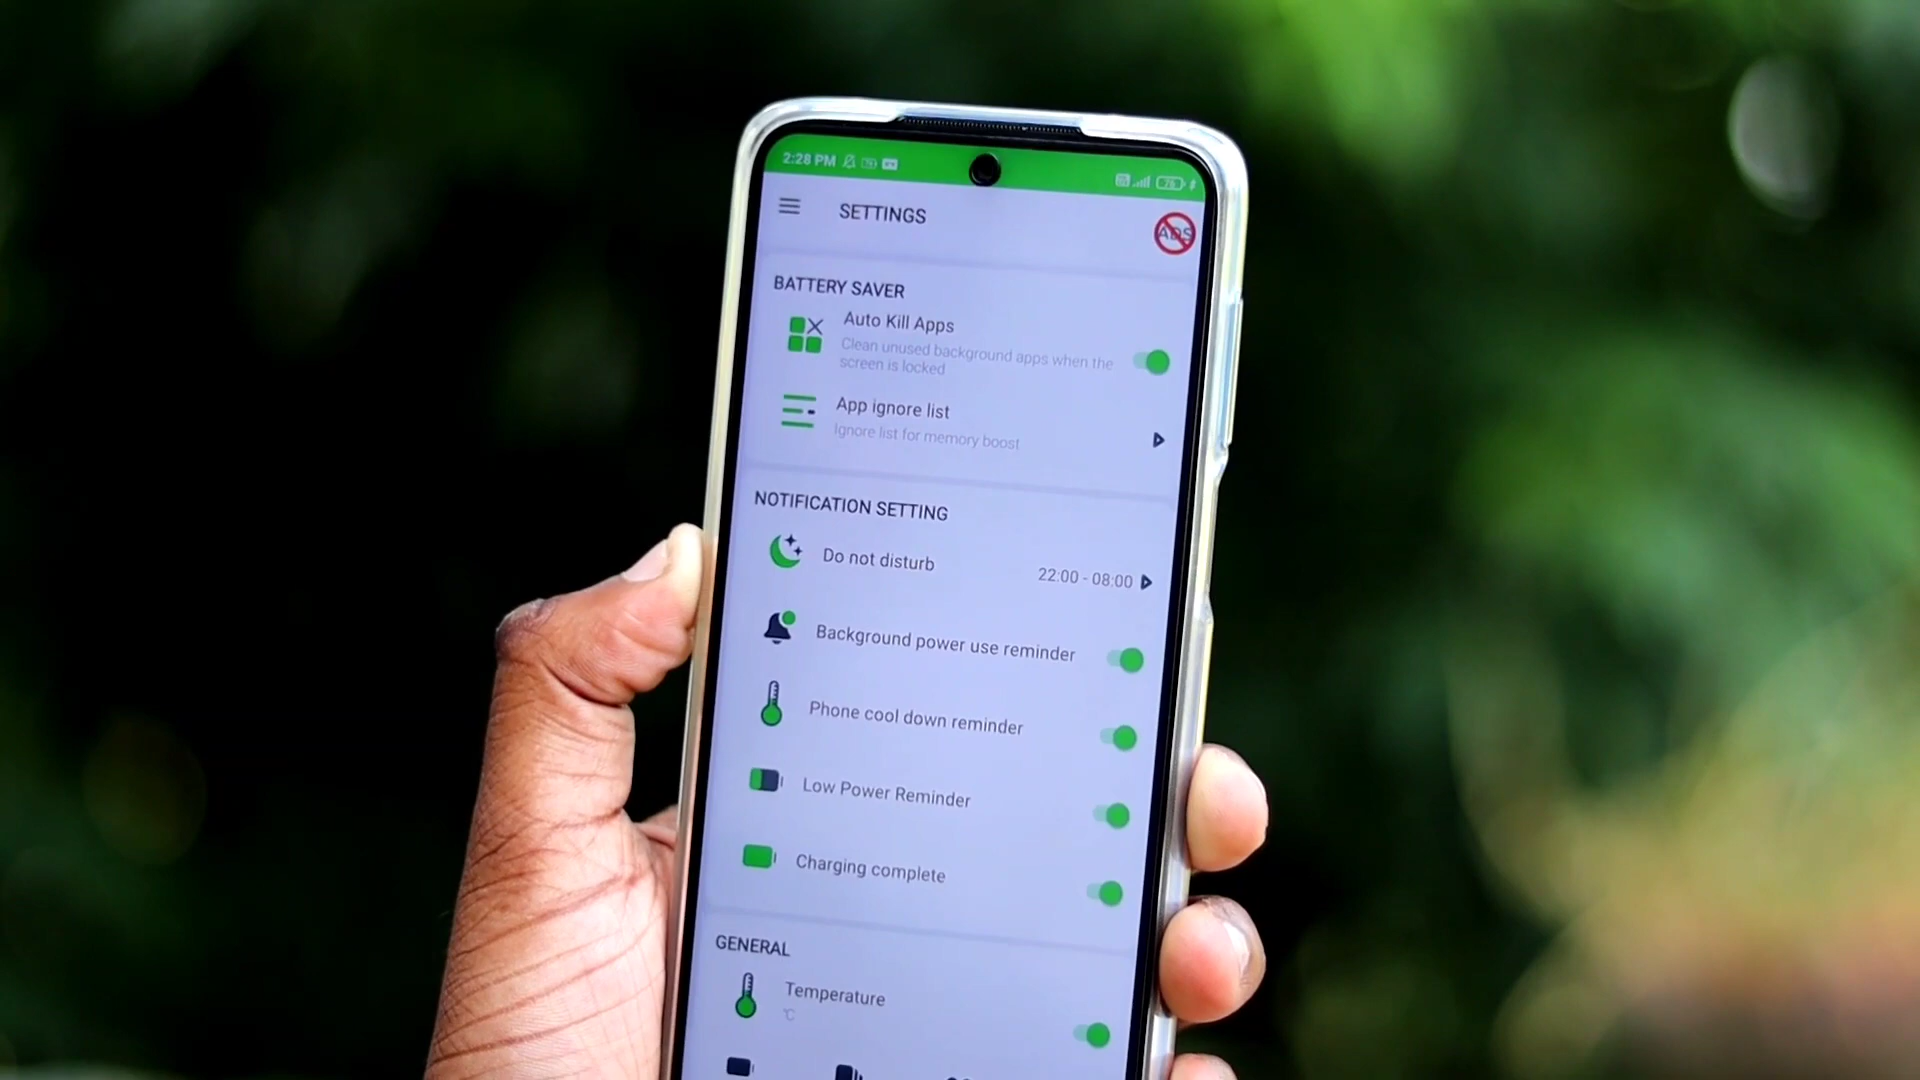 2:28 PM
SETTINGS
ADS
BATTERY SAVER
Auto Kill Apps
Clean unused background apps when the
screen is locked
App ignore list
Ignore list for memory boost
NOTIFICATION SETTING
Do not disturb
22:00 - 08:00
Background power use reminder
Phone cool down reminder
Low Power Reminder
Charging complete
GENERAL
Temperature
℃